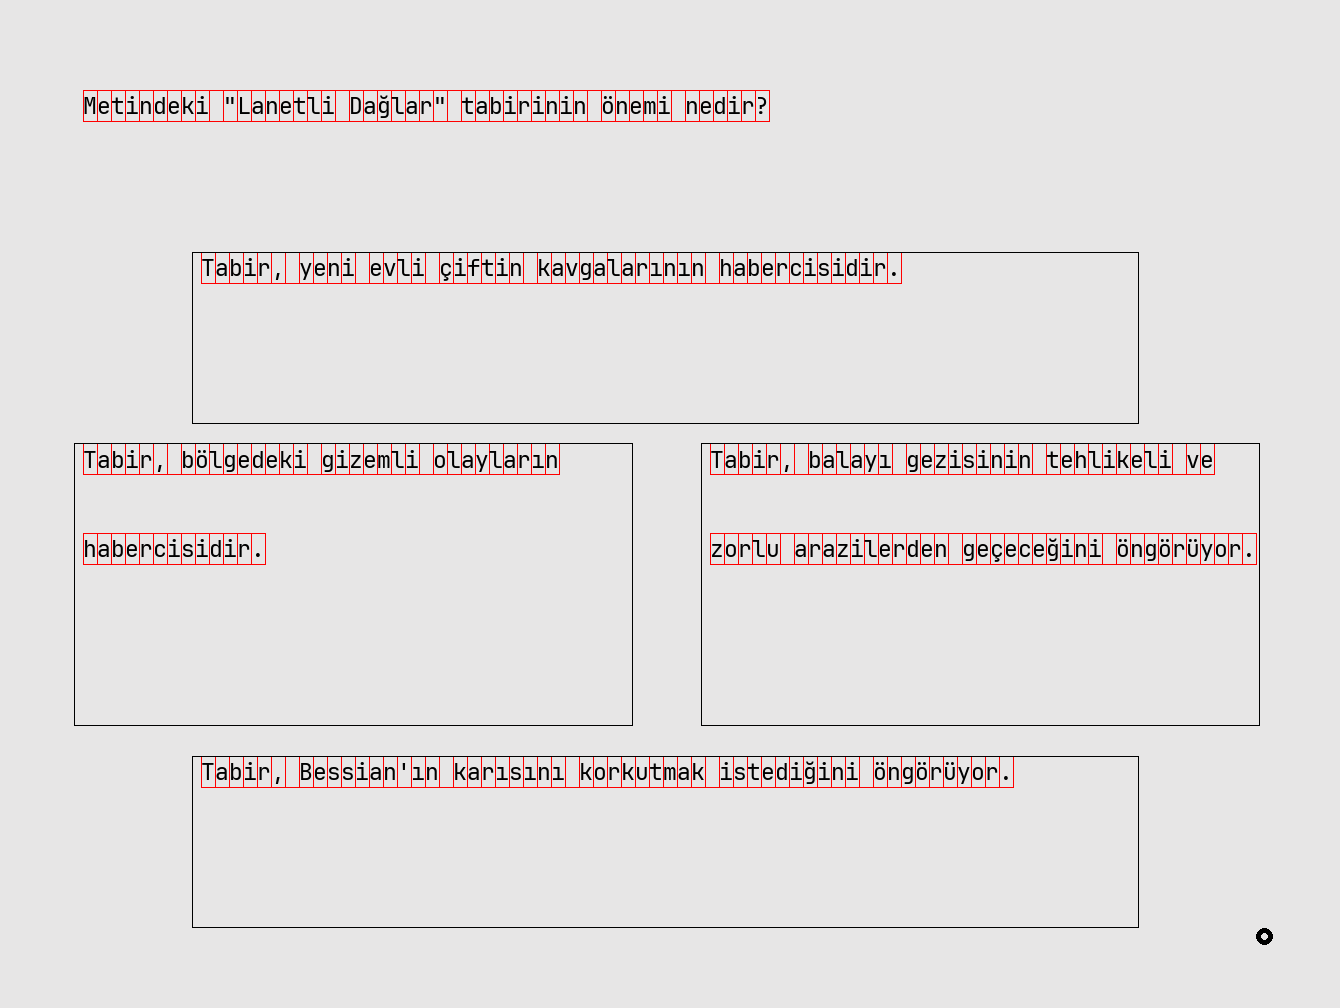 Metindeki "Lanetli Dağlar" tabirinin önemi nedir?
Tabir, yeni evli çiftin kavgalarının habercisidir.
Tabir, bölgedeki gizemli olayların
habercisidir.
Tabir, balayı gezisinin tehlikeli ve
zorlu arazilerden geçeceğini öngörüyor.
Tabir, Bessian'ın karısını korkutmak istediğini öngörüyor.